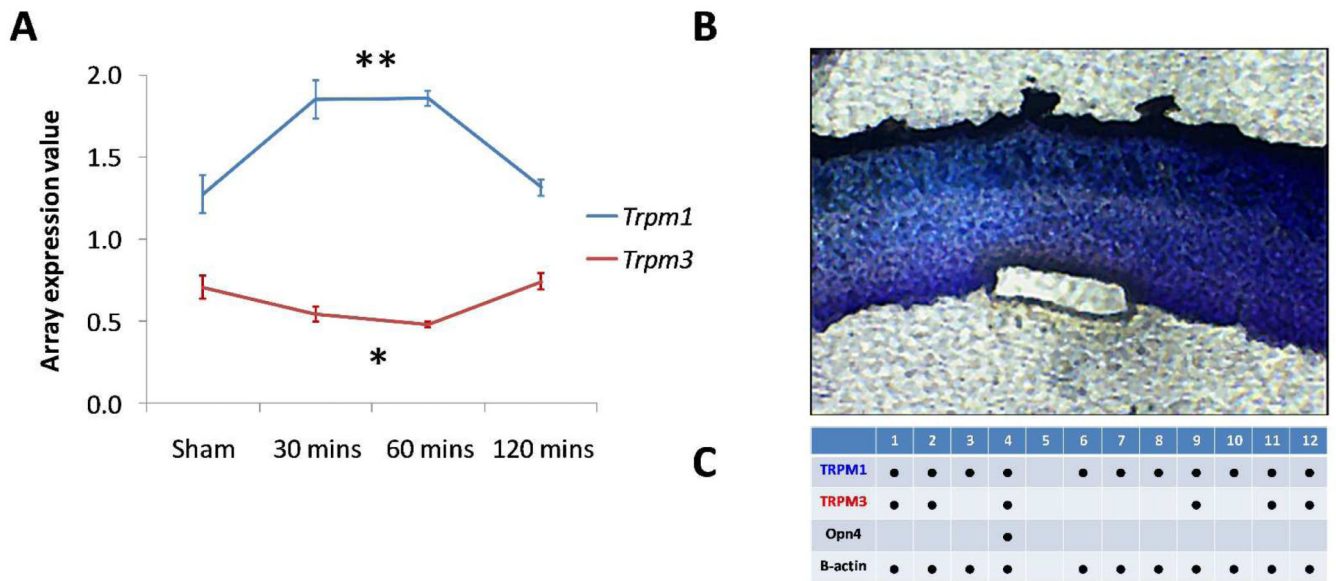 A
B
**
2.0
1.5
1.0
0.5
0.0
Array expression value
Trpm1
Trpm3
*
Sham 30 mins 60 mins 120 mins
C
1 2 3 4 5 6 7 8 9 10 11 12
TRPM1 ● ● ● ● ● ● ● ● ● ● ●
TRPM3 ● ● ● ● ● ●
Opn4 ●
B-actin ● ● ● ● ● ● ● ● ● ● ●